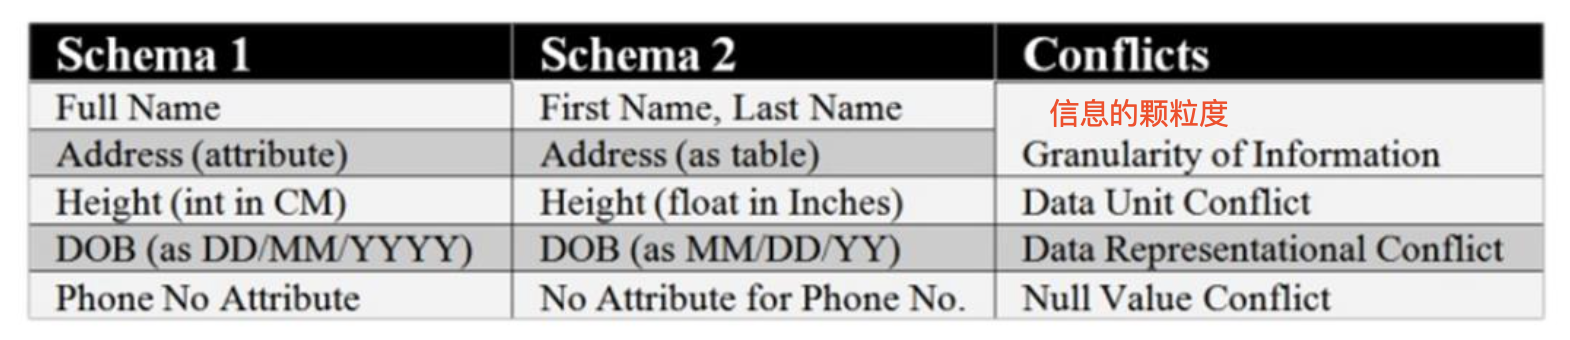 Schema 1 Schema 2 Conflicts
Full Name First Name, Last Name 信息的颗粒度
Address (attribute) Address (as table) Granularity of Information
Height (int in CM) Height (float in Inches) Data Unit Conflict
DOB (as DD/MM/YYYY) DOB (as MM/DD/YY) Data Representational Conflict
Phone No Attribute No Attribute for Phone No. Null Value Conflict